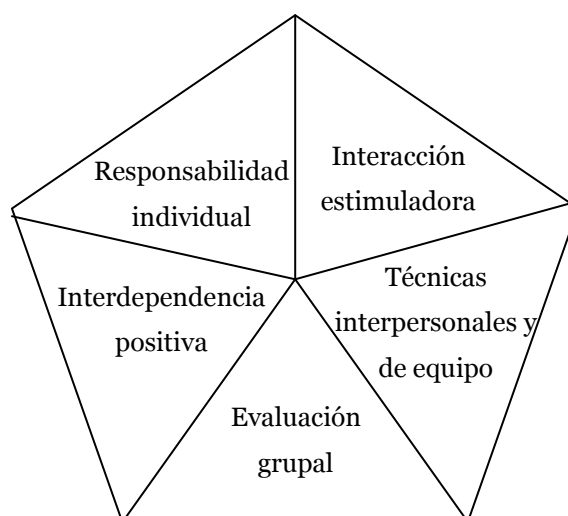 Responsabilidad
individual
Interacción
estimuladora
Interdependencia
positiva
Técnicas
interpersonales y
de equipo
Evaluación
grupal